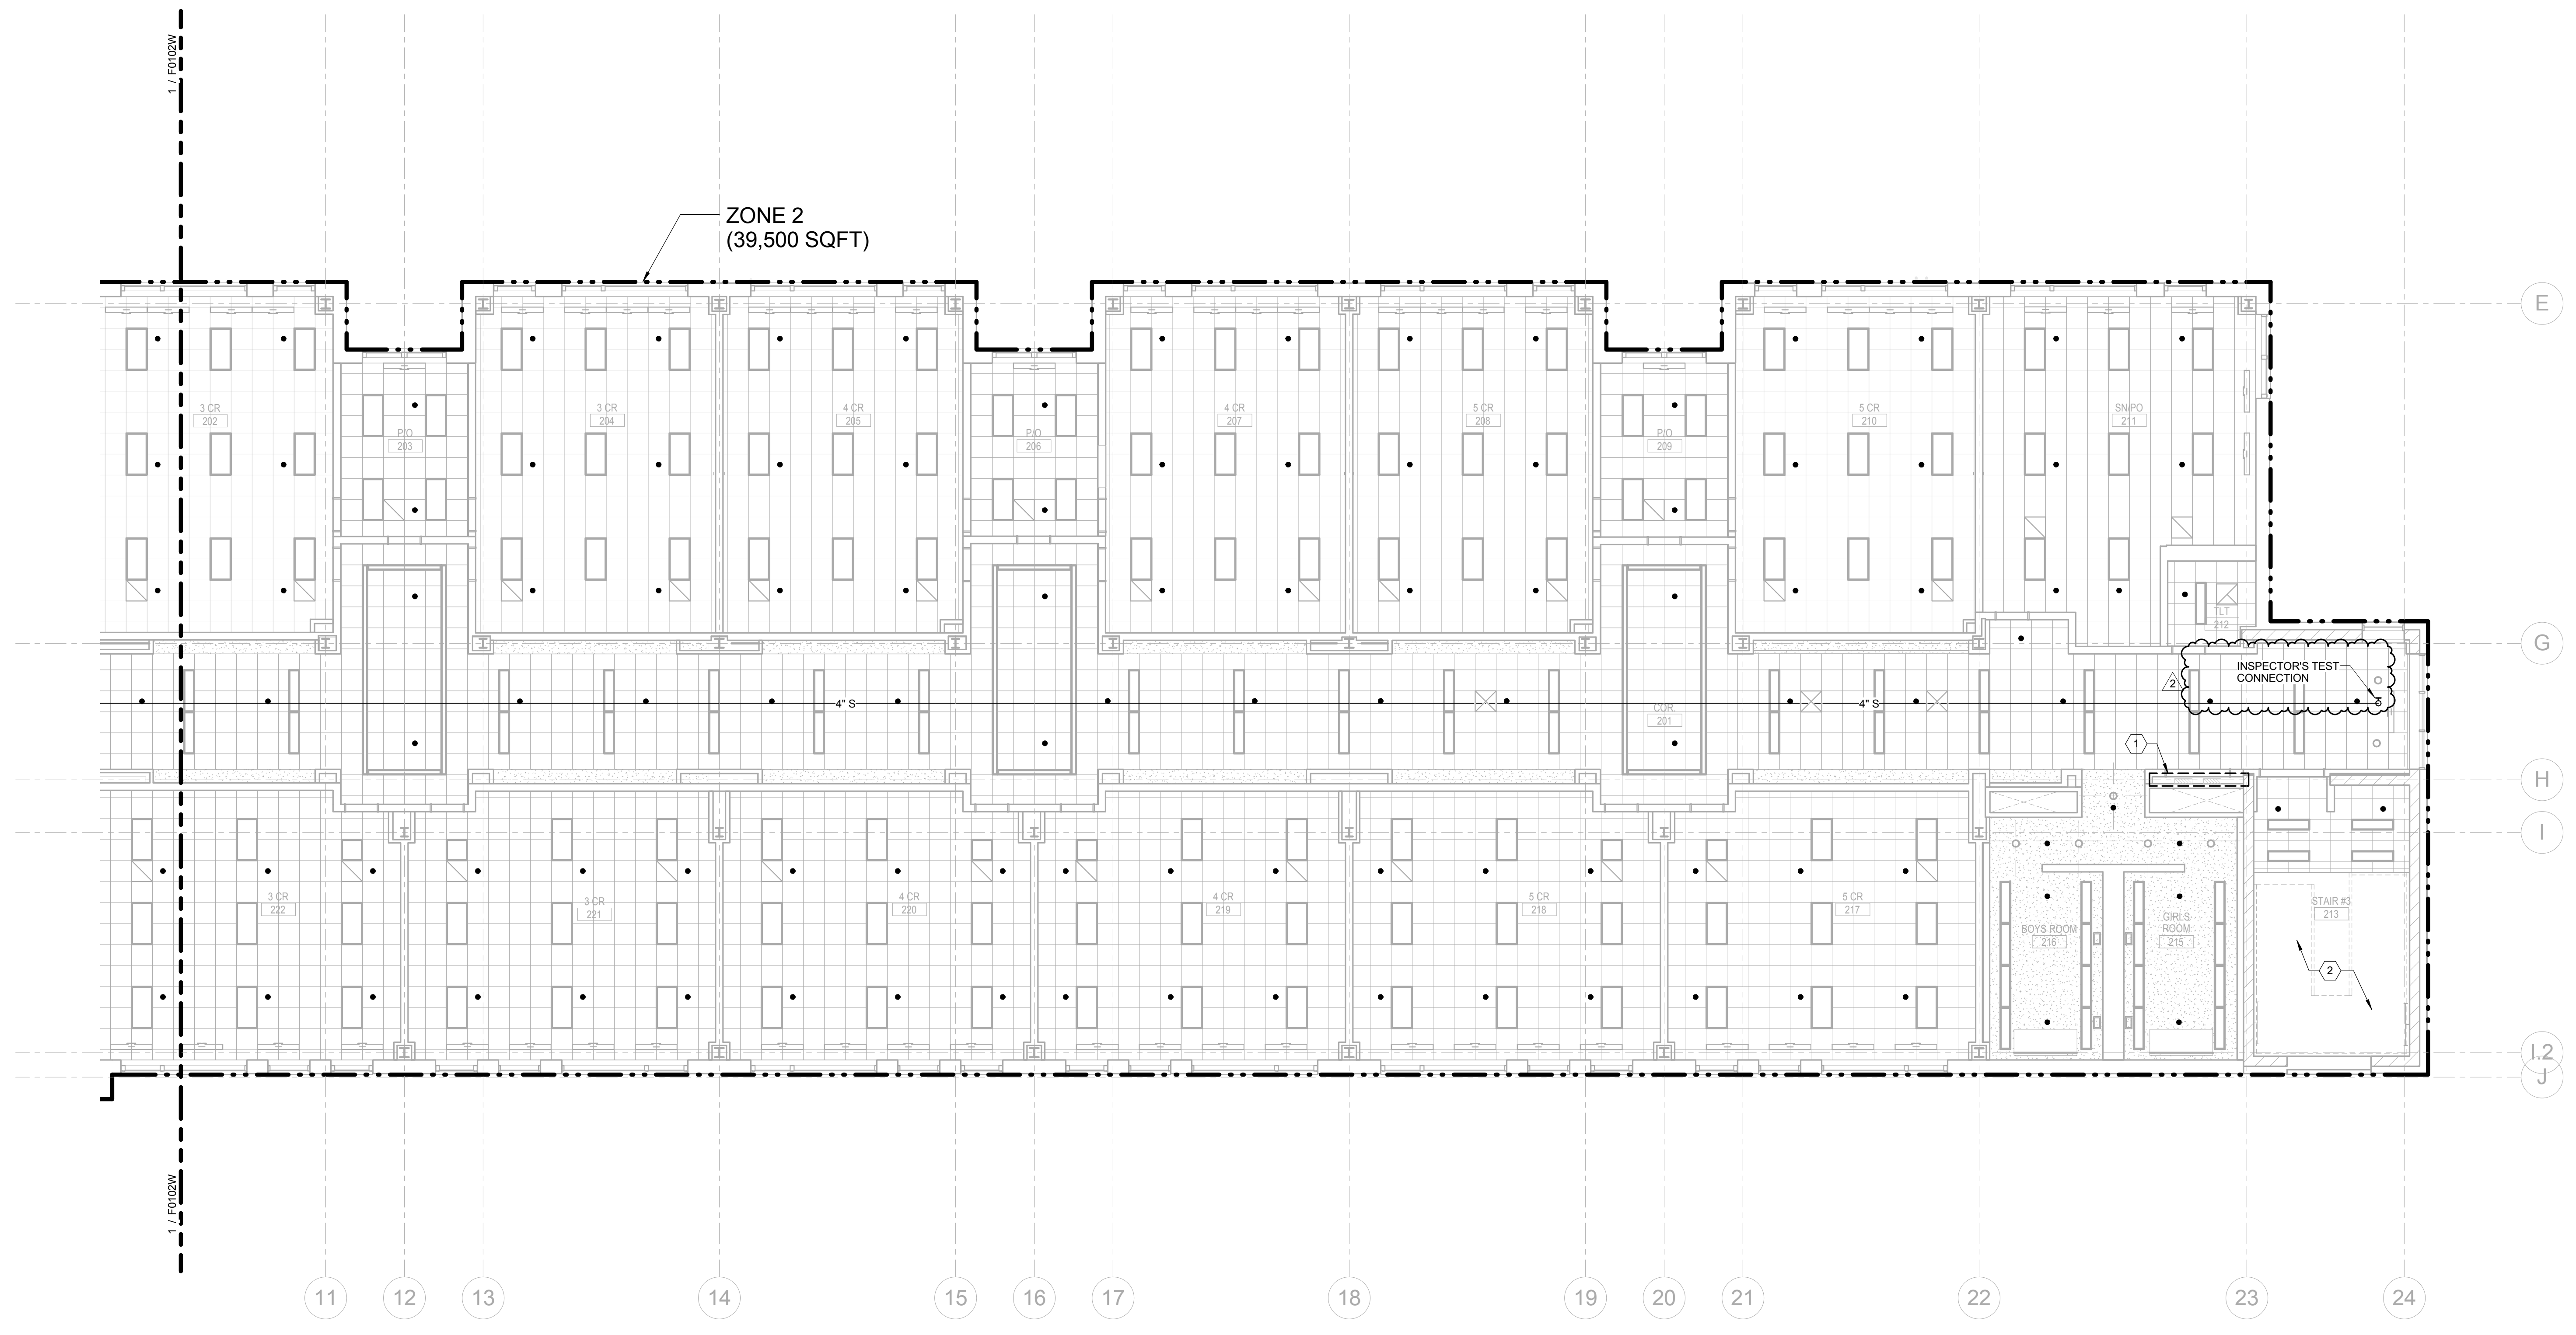 1 / F0102W
ZONE 2
(39,500 SQFT)
E
3 CR
202
P/O
203
3 CR
204
4 CR
205
P/O
206
4 CR
207
5 CR
208
P/O
209
5 CR
210
SN/PO
211
TLT
212
G
INSPECTOR'S TEST
CONNECTION
2
4" S
4" S
COR.
201
1
H
I
3 CR
222
3 CR
221
4 CR
220
4 CR
219
5 CR
218
5 CR
217
BOYS ROOM
216
GIRLS
ROOM
215
STAIR #3
213
2
I.2
J
1 / F0102W
11
12
13
14
15
16
17
18
19
20
21
22
23
24